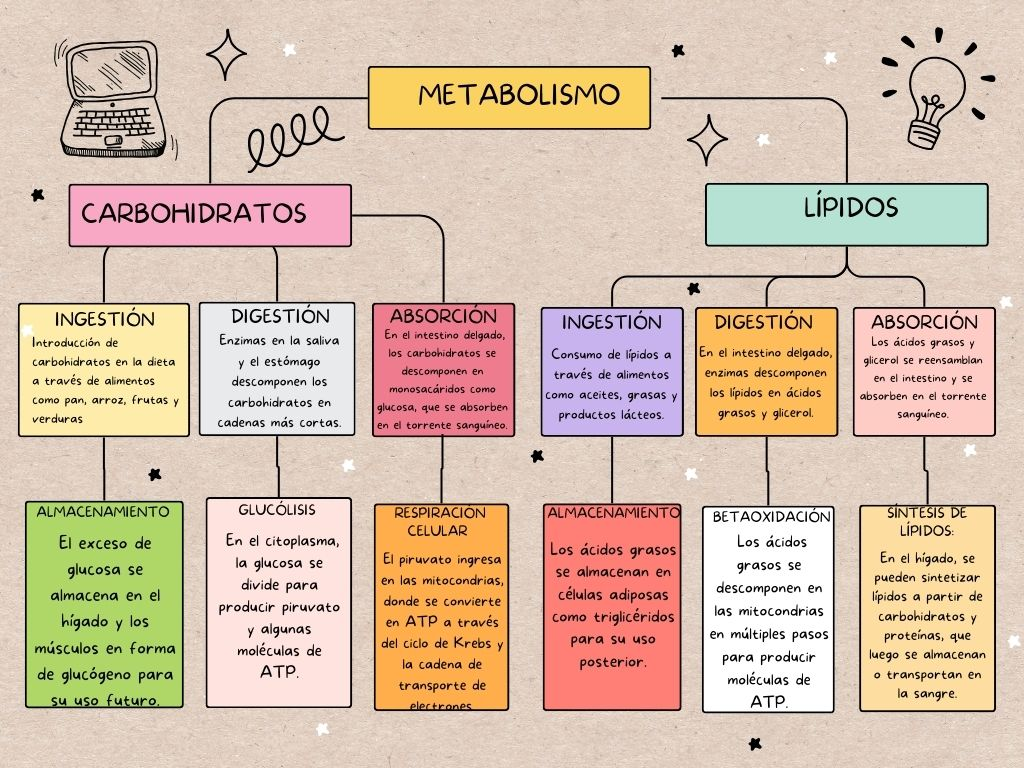 METABOLISMO
CARBOHIDRATOS
LÍPIDOS
INGESTIÓN
Introducción de
carbohidratos en la dieta
a través de alimentos
como pan, arroz, frutas y
verduras
DIGESTIÓN
Enzimas en la saliva
y el estómago
descomponen los
carbohidratos en
cadenas más cortas.
ABSORCIÓN
En el intestino delgado,
los carbohidratos se
descomponen en
monosacáridos como
glucosa, que se absorben
en el torrente sanguíneo.
INGESTIÓN
Consumo de lípidos a
través de alimentos
como aceites, grasas y
productos lácteos.
DIGESTIÓN
En el intestino delgado,
enzimas descomponen
los lípidos en ácidos
grasos y glicerol.
ABSORCIÓN
Los ácidos grasos y
glicerol se reensamblan
en el intestino y se
absorben en el torrente
sanguíneo.
ALMACENAMIENTO
El exceso de
glucosa se
almacena en el
hígado y los
músculos en forma
de glucógeno para
su uso futuro.
GLUCÓLISIS
En el citoplasma,
la glucosa se
divide para
producir piruvato
y algunas
moléculas de
ATP.
RESPIRACIÓN
CELULAR
El piruvato ingresa
en las mitocondrias,
donde se convierte
en ATP a través
del ciclo de Krebs y
la cadena de
transporte de
electrones
ALMACENAMIENTO
Los ácidos grasos
se almacenan en
células adiposas
como triglicéridos
para su uso
posterior.
BETAOXIDACIÓN
Los ácidos
grasos se
descomponen en
las mitocondrias
en múltiples pasos
para producir
moléculas de
ATP.
SÍNTESIS DE
LÍPIDOS:
En el hígado, se
pueden sintetizar
lípidos a partir de
carbohidratos y
proteínas, que
luego se almacenan
o transportan en
la sangre.